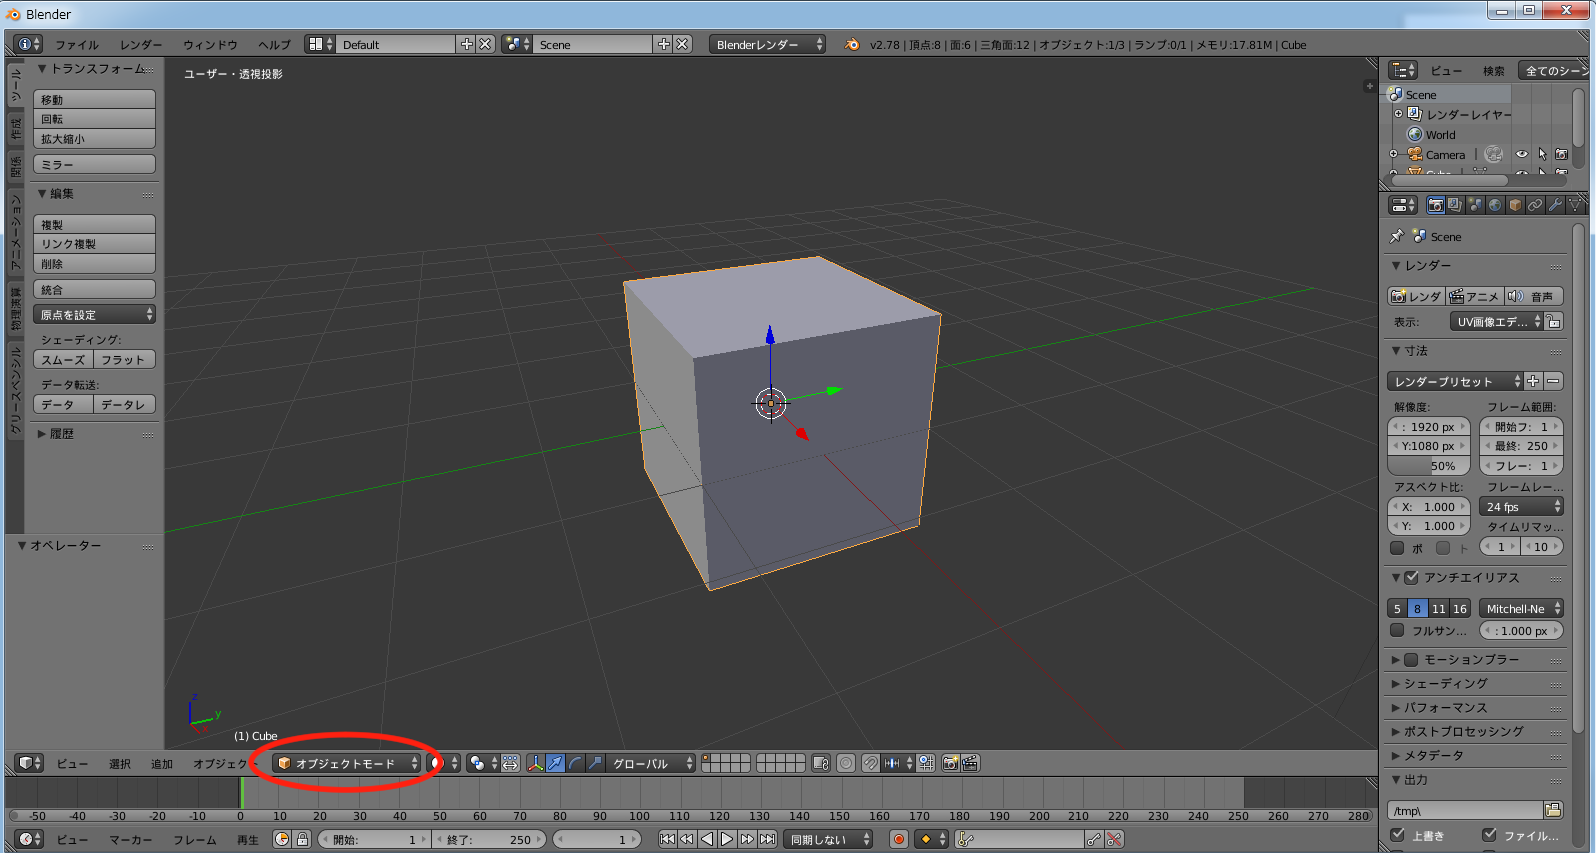 Blender
ファイル レンダー ウィンドウ ヘルプ Default Scene Blenderレンダー v2.78 | 頂点:8 | 面:6 | 三角面:12 | オブジェクト:1/3 | ランプ:0/1 | メモリ:17.81M | Cube
ツール
作成
関係
アニメーション
物理演算
グリースペンシル
トランスフォーム
移動
回転
拡大縮小
ミラー
編集
複製
リンク複製
削除
統合
原点を設定
シェーディング:
スムーズ フラット
データ転送:
データ データレ
履歴
オペレーター
ユーザー・透視投影
z
y
(1) Cube
ビュー 選択 追加 オブジェク オブジェクトモード グローバル
-50 -40 -30 -20 -10 0 10 20 30 40 50 60 70 80 90 100 110 120 130 140 150 160 170 180 190 200 210 220 230 240 250 260 270 280
ビュー マーカー フレーム 再生 開始: 1 終了: 250 1 同期しない
ビュー 検索 全てのシーン
Scene
レンダーレイヤー
World
Camera
Scene
レンダー
レンダ アニメ 音声
表示: UV画像エデ...
寸法
レンダープリセット
解像度: フレーム範囲:
: 1920 px 開始フ: 1
Y:1080 px 最終: 250
50% フレー: 1
アスペクト比: フレームレー...
X: 1.000 24 fps
Y: 1.000 タイムリマッ...
ボ ト 1 10
アンチエイリアス
5 8 11 16 Mitchell-Ne
フルサン... : 1.000 px
モーションブラー
シェーディング
パフォーマンス
ポストプロセッシング
メタデータ
出力
/tmp\
上書き ファイル...